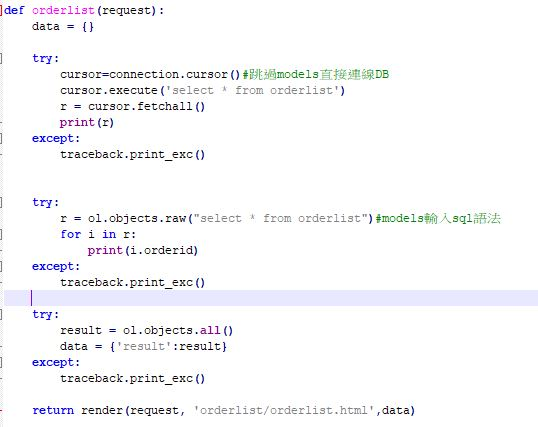 def orderlist(request):
    data = {}

    try:
        cursor=connection.cursor()#跳過models直接連線DB
        cursor.execute('select * from orderlist')
        r = cursor.fetchall()
        print(r)
    except:
        traceback.print_exc()


    try:
        r = ol.objects.raw("select * from orderlist")#models輸入sql語法
        for i in r:
            print(i.orderid)
    except:
        traceback.print_exc()

    try:
        result = ol.objects.all()
        data = {'result':result}
    except:
        traceback.print_exc()

    return render(request, 'orderlist/orderlist.html',data)